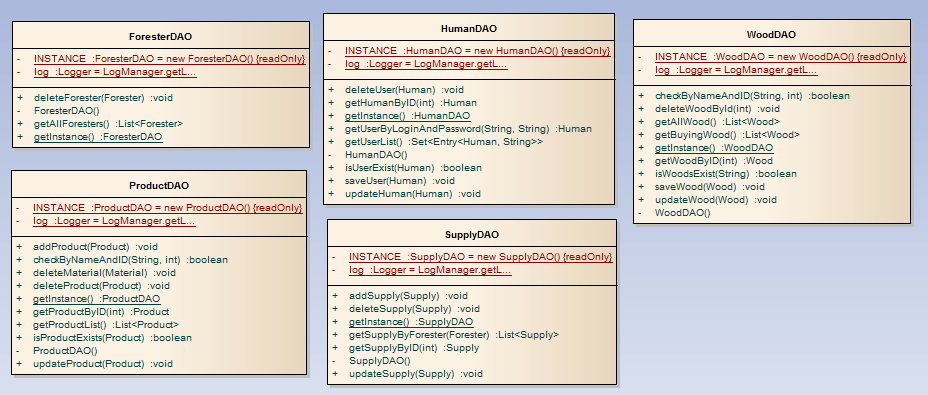 ForesterDAO
- INSTANCE :ForesterDAO = new ForesterDAO() {readOnly}
- log :Logger = LogManager.getL...
+ deleteForester(Forester) :void
- ForesterDAO()
+ getAllForesters() :List<Forester>
+ getInstance() :ForesterDAO
HumanDAO
- INSTANCE :HumanDAO = new HumanDAO() {readOnly}
- log :Logger = LogManager.getL...
+ deleteUser(Human) :void
+ getHumanByID(int) :Human
+ getInstance() :HumanDAO
+ getUserByLoginAndPassword(String, String) :Human
+ getUserList() :Set<Entry<Human, String>>
- HumanDAO()
+ isUserExist(Human) :boolean
+ saveUser(Human) :void
+ updateHuman(Human) :void
WoodDAO
- INSTANCE :WoodDAO = new WoodDAO() {readOnly}
- log :Logger = LogManager.getL...
+ checkByNameAndID(String, int) :boolean
+ deleteWoodById(int) :void
+ getAllWood() :List<Wood>
+ getBuyingWood() :List<Wood>
+ getInstance() :WoodDAO
+ getWoodByID(int) :Wood
+ isWoodsExist(String) :boolean
+ saveWood(Wood) :void
+ updateWood(Wood) :void
- WoodDAO()
ProductDAO
- INSTANCE :ProductDAO = new ProductDAO() {readOnly}
- log :Logger = LogManager.getL...
+ addProduct(Product) :void
+ checkByNameAndID(String, int) :boolean
+ deleteMaterial(Material) :void
+ deleteProduct(Product) :void
+ getInstance() :ProductDAO
+ getProductByID(int) :Product
+ getProductList() :List<Product>
+ isProductExists(Product) :boolean
- ProductDAO()
+ updateProduct(Product) :void
SupplyDAO
- INSTANCE :SupplyDAO = new SupplyDAO() {readOnly}
- log :Logger = LogManager.getL...
+ addSupply(Supply) :void
+ deleteSupply(Supply) :void
+ getInstance() :SupplyDAO
+ getSupplyByForester(Forester) :List<Supply>
+ getSupplyByID(int) :Supply
- SupplyDAO()
+ updateSupply(Supply) :void